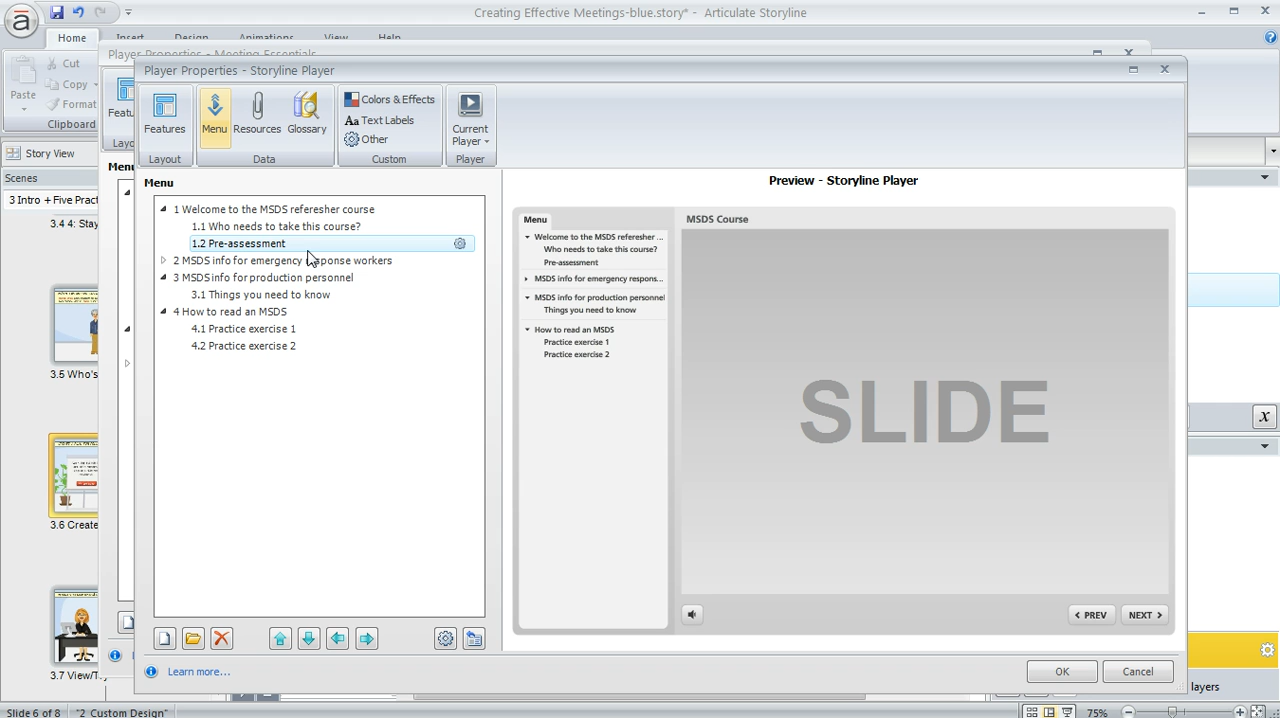 Creating Effective Meetings-blue.story* - Articulate Storyline
Home Insert Design Animations View Help
Paste
Cut
Copy
Format
Clipboard
Story View
Scenes
3 Intro + Five Pract
3.4 4: Stay
3.5 Who's
3.6 Create
3.7 View/Ty
Player Properties - Meeting Essentials
Menu
Player Properties - Storyline Player
Features
Layout
Menu
Resources
Glossary
Data
Colors & Effects
Text Labels
Other
Custom
Current
Player
Player
Menu
1 Welcome to the MSDS referesher course
1.1 Who needs to take this course?
1.2 Pre-assessment
2 MSDS info for emergency response workers
3 MSDS info for production personnel
3.1 Things you need to know
4 How to read an MSDS
4.1 Practice exercise 1
4.2 Practice exercise 2
Learn more...
Preview - Storyline Player
Menu
Welcome to the MSDS referesher ...
Who needs to take this course?
Pre-assessment
MSDS info for emergency respons...
MSDS info for production personnel
Things you need to know
How to read an MSDS
Practice exercise 1
Practice exercise 2
MSDS Course
SLIDE
PREV
NEXT
OK
Cancel
layers
Slide 6 of 8
"2_Custom Design"
75%